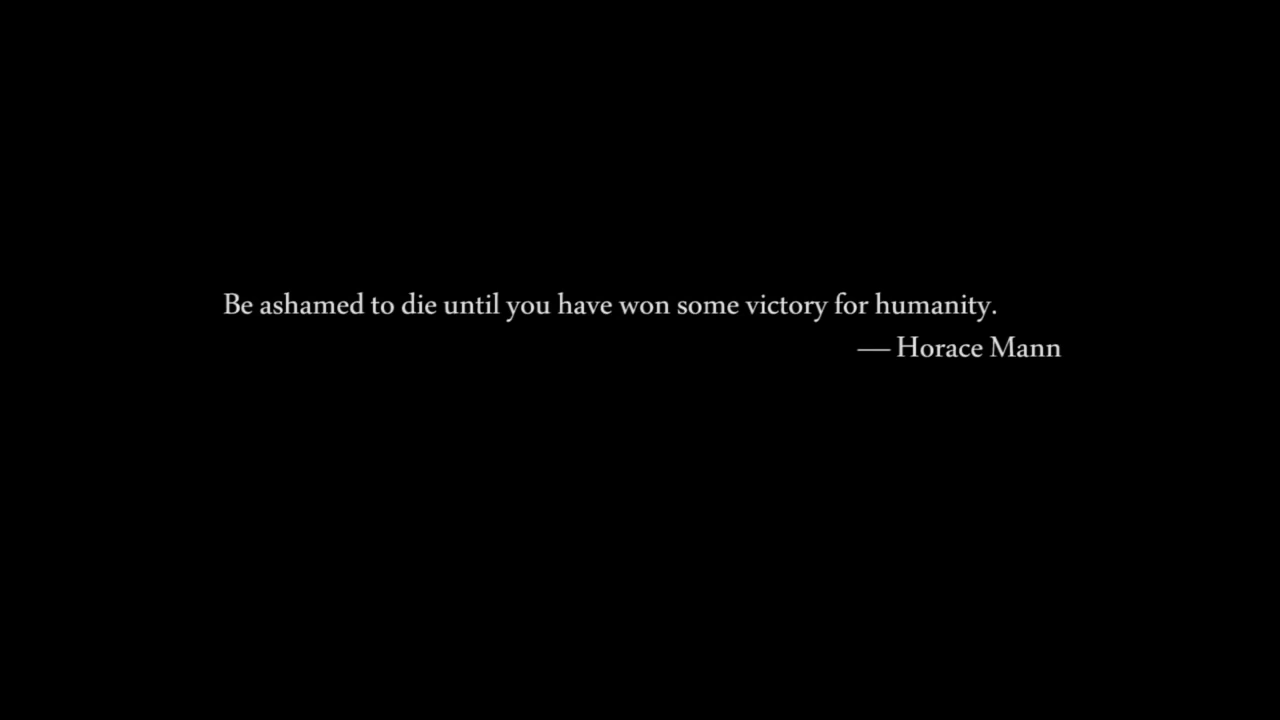 Be ashamed to die until you have won some victory for humanity.
— Horace Mann